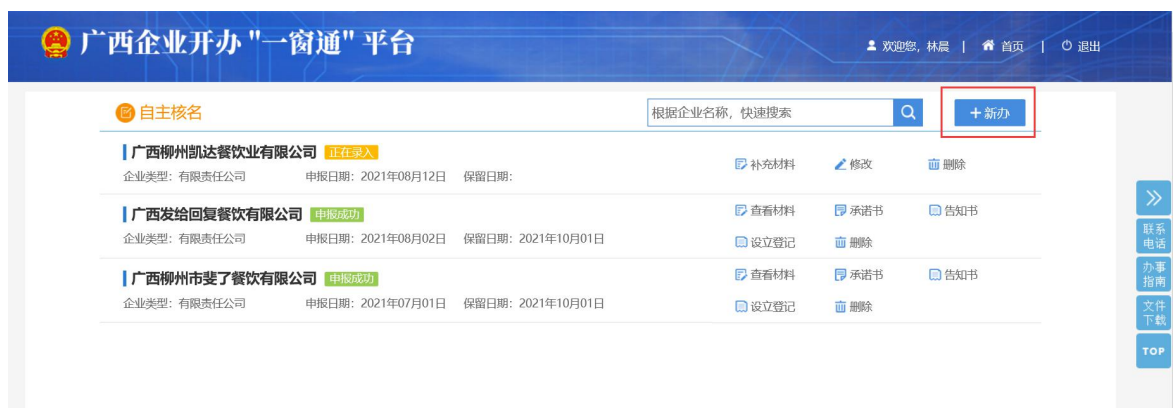 广西企业开办"一窗通"平台
欢迎您, 林晨 | 首页 | 退出
自主核名
根据企业名称, 快速搜索
+新办
广西柳州凯达餐饮业有限公司 正在录入
补充材料 修改 删除
企业类型: 有限责任公司 申报日期: 2021年08月12日 保留日期:
广西发给回复餐饮有限公司 申报成功
查看材料 承诺书 告知书
企业类型: 有限责任公司 申报日期: 2021年08月02日 保留日期: 2021年10月01日
设立登记 删除
广西柳州市斐了餐饮有限公司 申报成功
查看材料 承诺书 告知书
企业类型: 有限责任公司 申报日期: 2021年07月01日 保留日期: 2021年10月01日
设立登记 删除
联系
电话
办事
指南
文件
下载
TOP